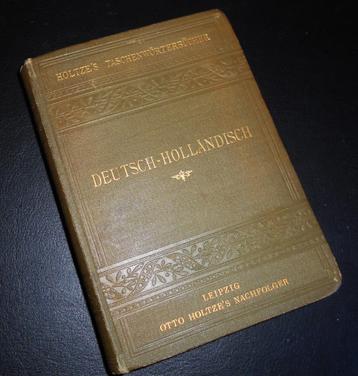 HOLTZE'S TASCHENWÖRTERBÜCHER
DEUTSCH-HOLLÄNDISCH
LEIPZIG
OTTO HOLTZE'S NACHFOLGER